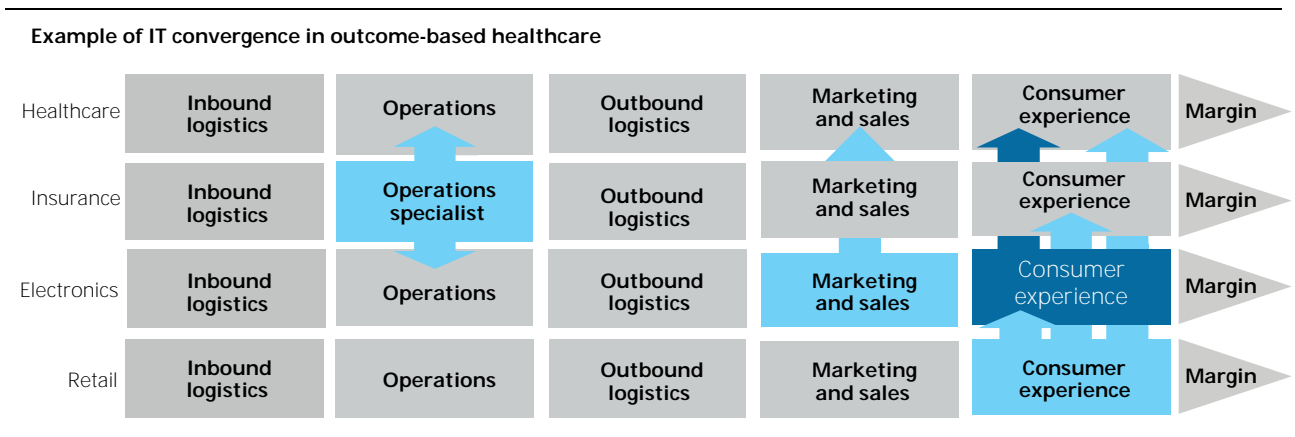 Example of IT convergence in outcome-based healthcare
Healthcare
Inbound
logistics
Operations
Outbound
logistics
Marketing
and sales
Consumer
experience
Margin
Insurance
Inbound
logistics
Operations
specialist
Outbound
logistics
Marketing
and sales
Consumer
experience
Margin
Electronics
Inbound
logistics
Operations
Outbound
logistics
Marketing
and sales
Consumer
experience
Margin
Retail
Inbound
logistics
Operations
Outbound
logistics
Marketing
and sales
Consumer
experience
Margin